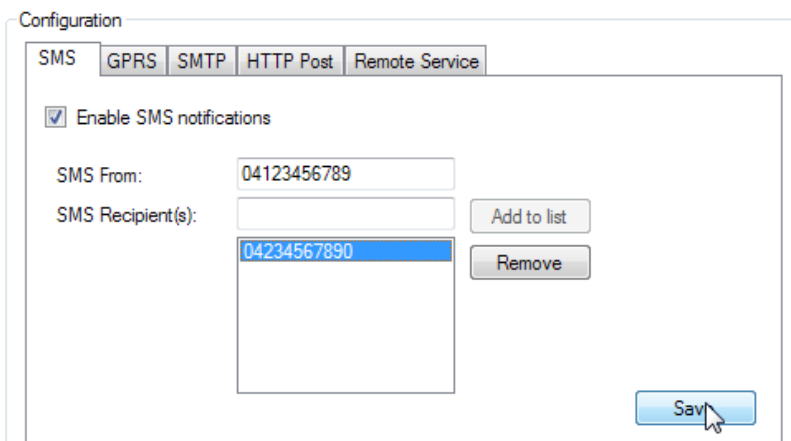 Configuration
SMS GPRS SMTP HTTP Post Remote Service
Enable SMS notifications
SMS From: 04123456789
SMS Recipient(s): Add to list
04234567890
Remove
Save